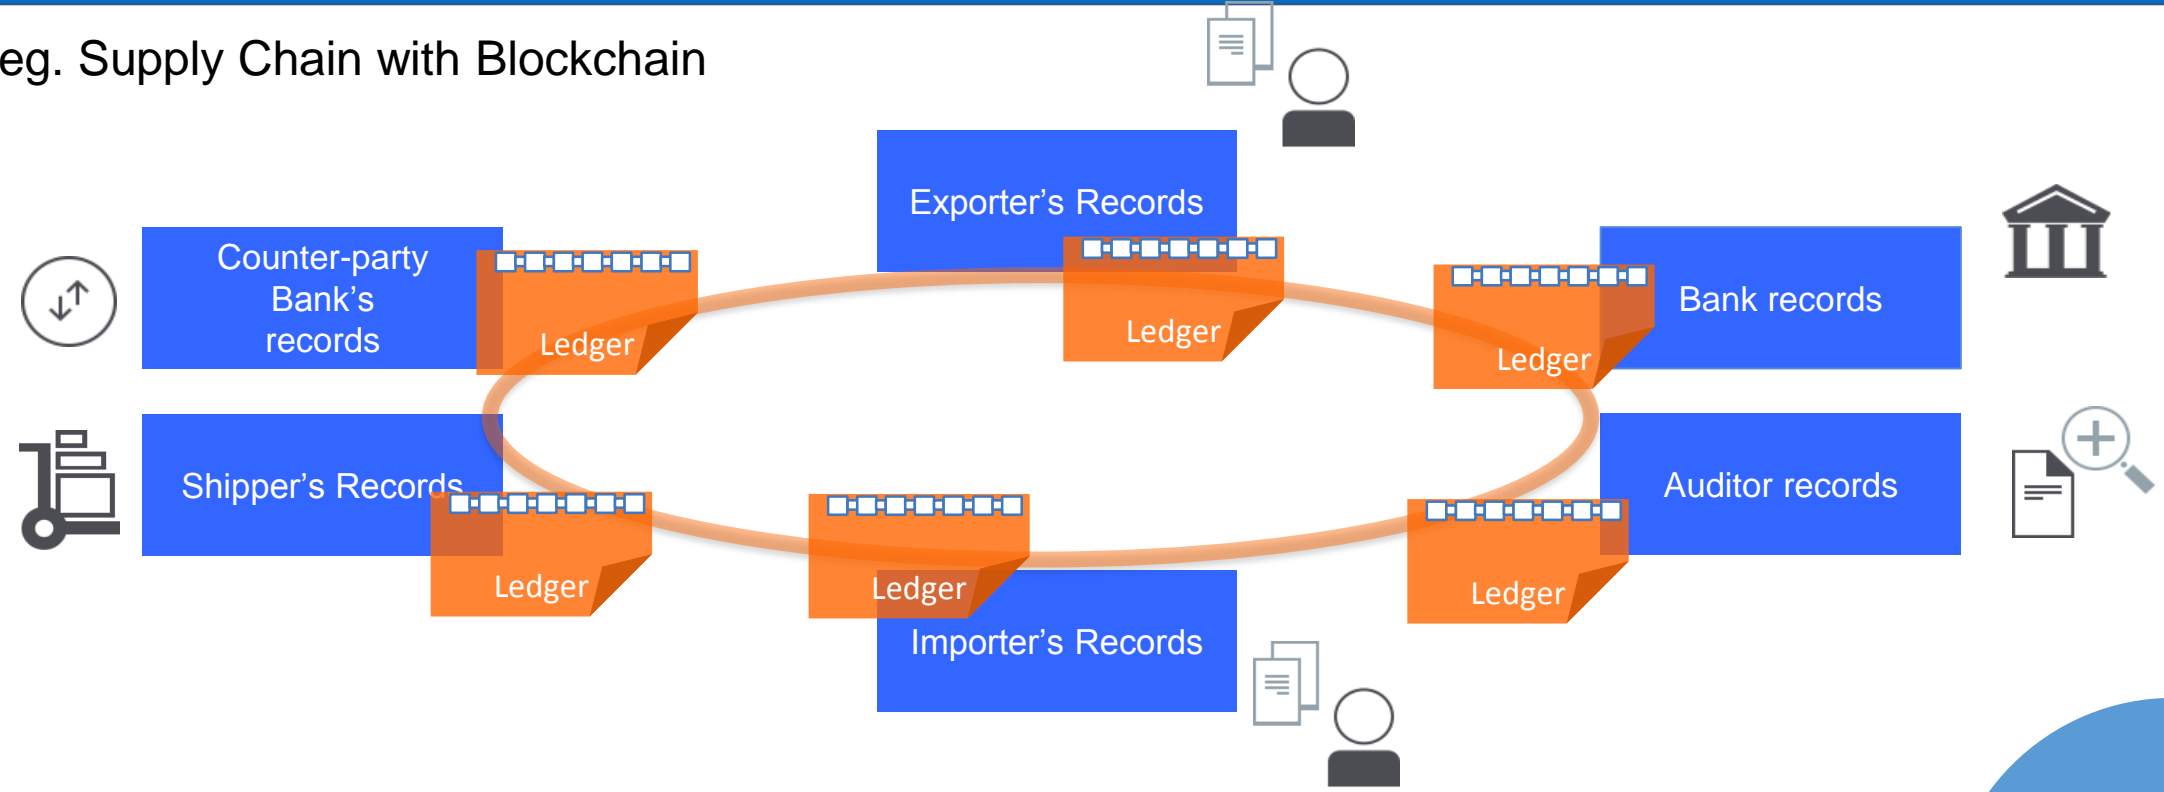 eg. Supply Chain with Blockchain
Exporter's Records
Ledger
Counter-party
Bank's
records
Ledger
Bank records
Ledger
Shipper's Records
Ledger
Auditor records
Ledger
Ledger
Importer's Records